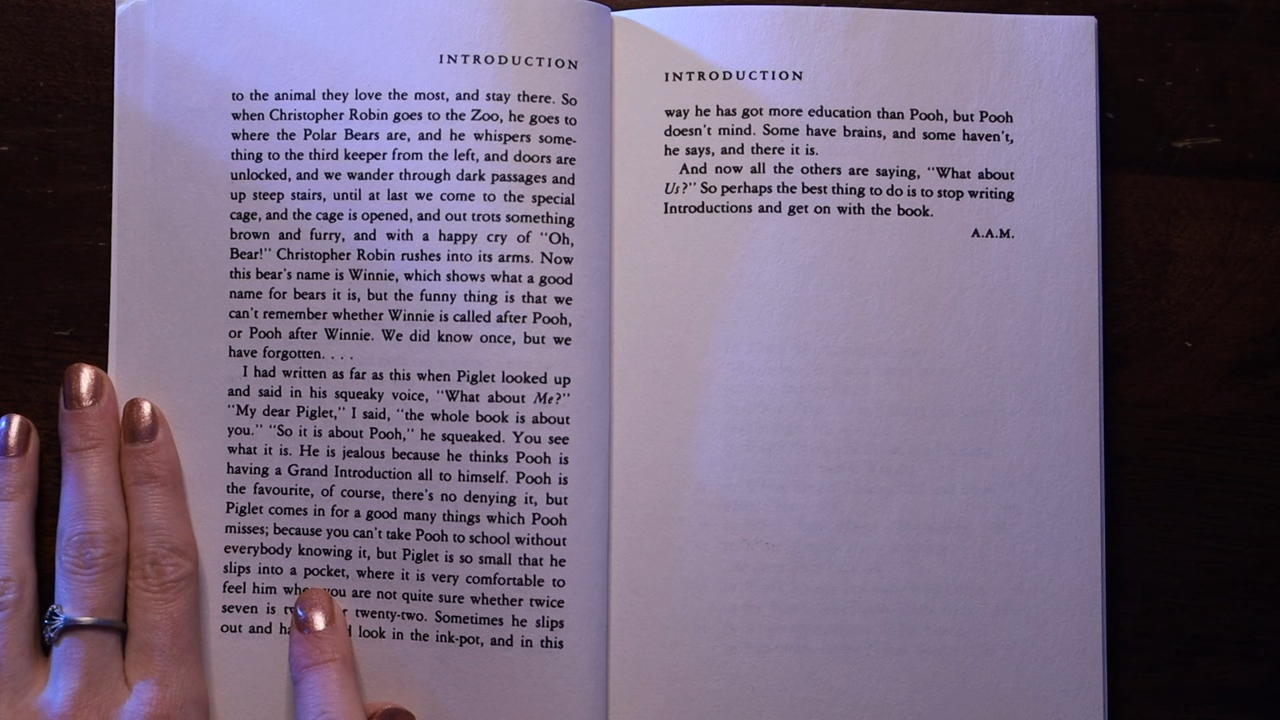 INTRODUCTION
to the animal they love the most, and stay there. So
when Christopher Robin goes to the Zoo, he goes to
where the Polar Bears are, and he whispers some-
thing to the third keeper from the left, and doors are
unlocked, and we wander through dark passages and
up steep stairs, until at last we come to the special
cage, and the cage is opened, and out trots something
brown and furry, and with a happy cry of "Oh,
Bear!" Christopher Robin rushes into its arms. Now
this bear's name is Winnie, which shows what a good
name for bears it is, but the funny thing is that we
can't remember whether Winnie is called after Pooh,
or Pooh after Winnie. We did know once, but we
have forgotten. . . .
I had written as far as this when Piglet looked up
and said in his squeaky voice, "What about Me?"
"My dear Piglet," I said, "the whole book is about
you." "So it is about Pooh," he squeaked. You see
what it is. He is jealous because he thinks Pooh is
having a Grand Introduction all to himself. Pooh is
the favourite, of course, there's no denying it, but
Piglet comes in for a good many things which Pooh
misses; because you can't take Pooh to school without
everybody knowing it, but Piglet is so small that he
slips into a pocket, where it is very comfortable to
feel him when you are not quite sure whether twice
seven is twenty-two. Sometimes he slips
out and look in the ink-pot, and in this
INTRODUCTION
way he has got more education than Pooh, but Pooh
doesn't mind. Some have brains, and some haven't,
he says, and there it is.
And now all the others are saying, "What about
Us?" So perhaps the best thing to do is to stop writing
Introductions and get on with the book.
A.A.M.